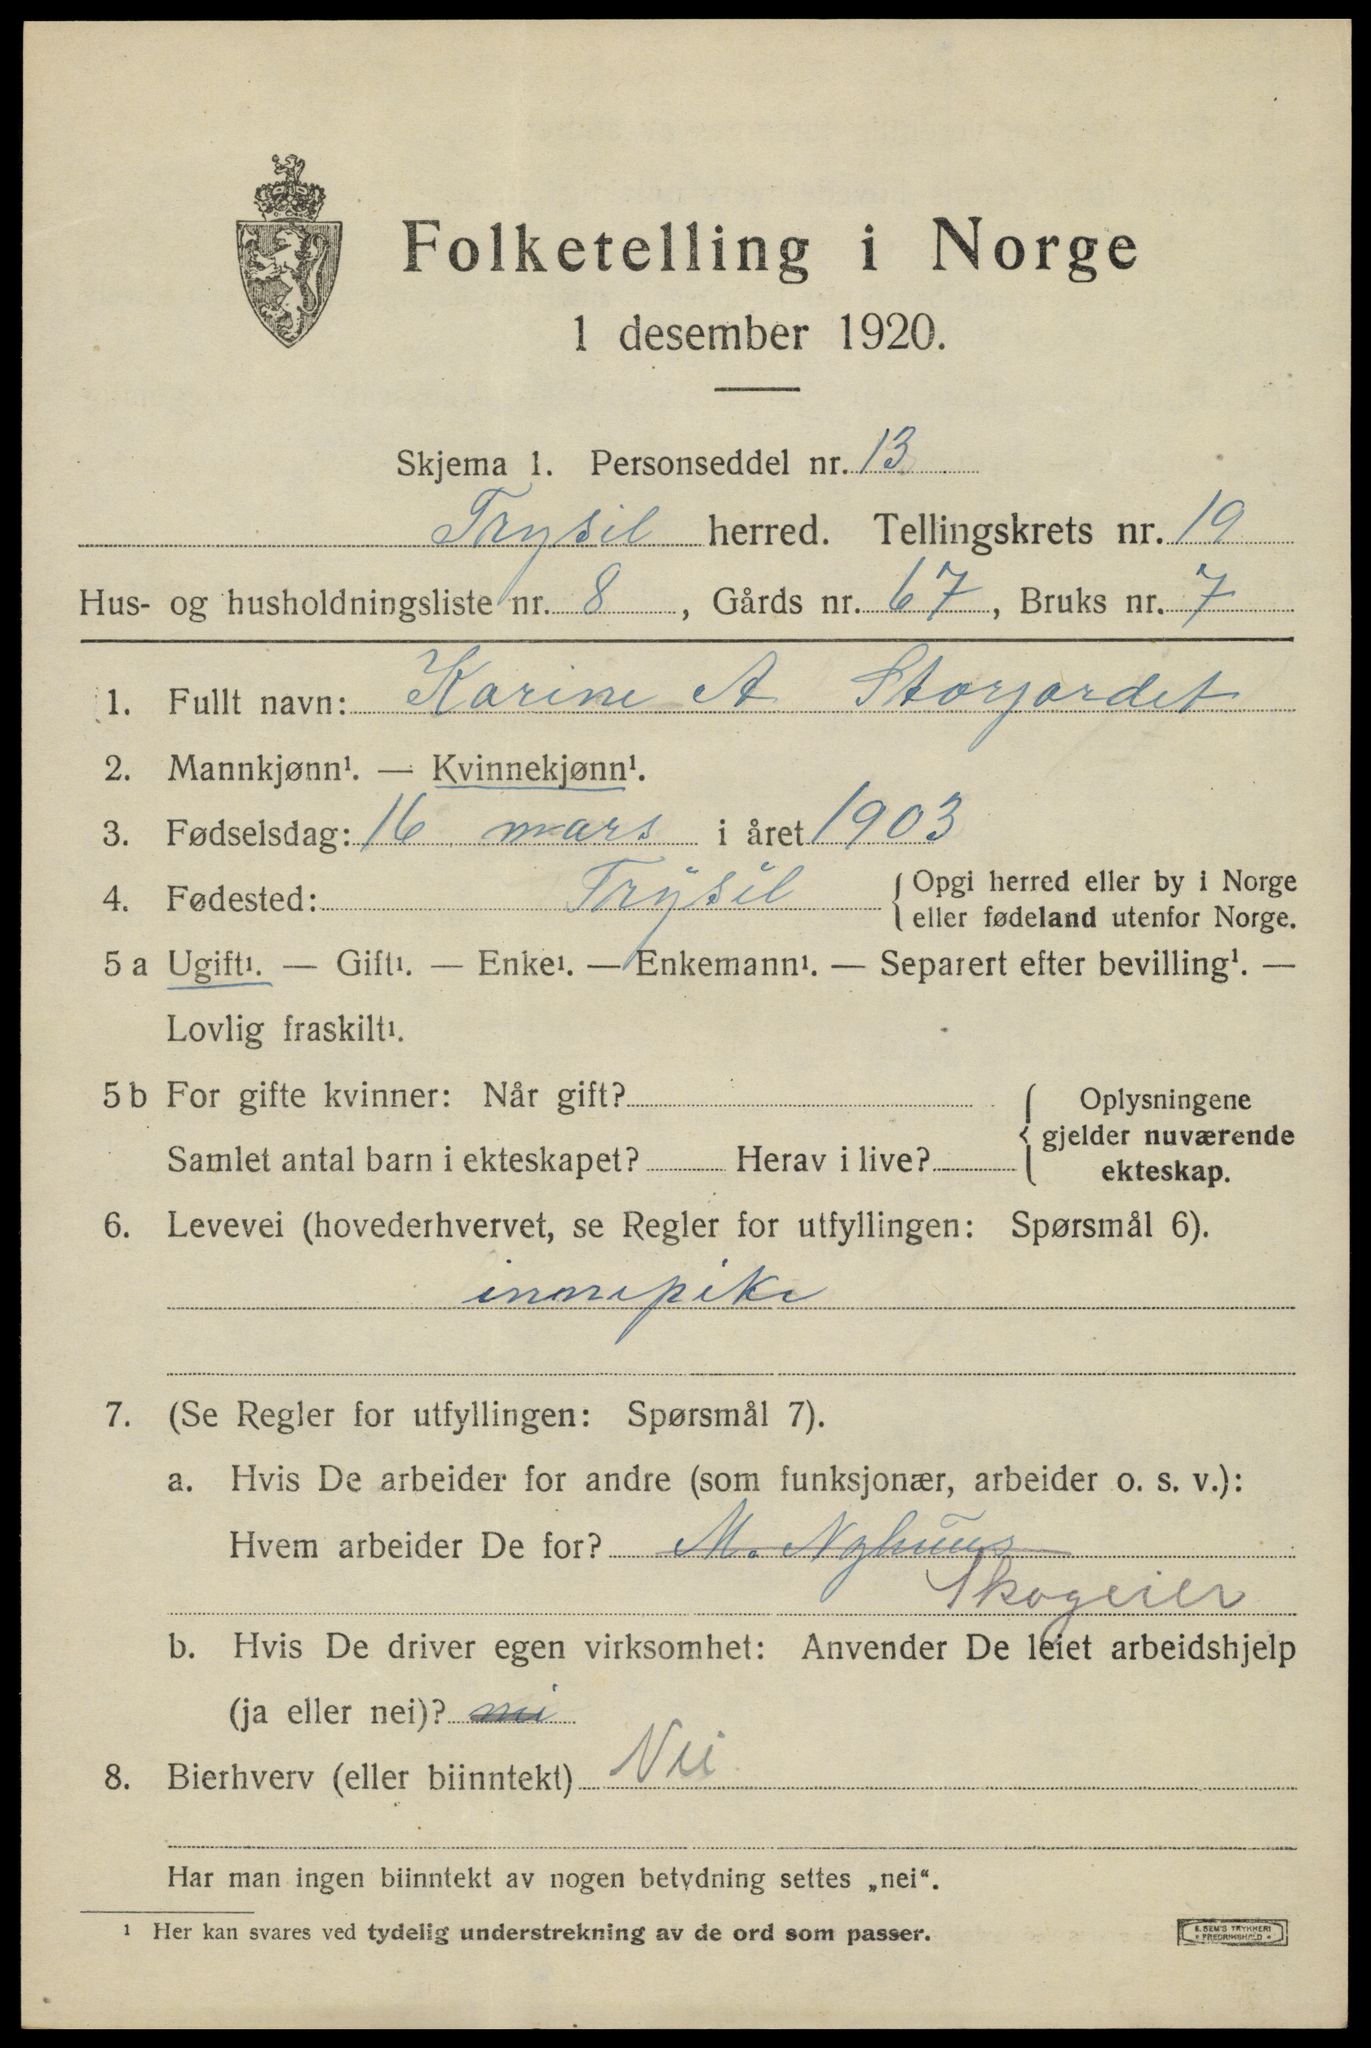 Folketelling i Norge
1 desember 1920.
Skjema 1. Personseddel nr. 13
Trysil herred. Tellingskrets nr. 19
Hus- og husholdningsliste nr. 8, Gårds nr. 67, Bruks nr. 7
1. Fullt navn: Karine A Storjordet
2. Mannkjønn¹. — Kvinnekjønn¹.
3. Fødselsdag: 16 mars i året 1903
4. Fødested: Trysil {Opgi herred eller by i Norge
eller fødeland utenfor Norge.
5 a Ugift¹. — Gift¹. — Enke¹. — Enkemann¹. — Separert efter bevilling¹. —
Lovlig fraskilt¹.
5 b For gifte kvinner: Når gift? { Oplysningene
gjelder nuværende
Samlet antal barn i ekteskapet? Herav i live?
ekteskap.
6. Levevei (hovederhvervet, se Regler for utfyllingen: Spørsmål 6).
innepike
7. (Se Regler for utfyllingen: Spørsmål 7).
a. Hvis De arbeider for andre (som funksjonær, arbeider o. s. v.):
Hvem arbeider De for? M. Nyhuus
Skogeier
b. Hvis De driver egen virksomhet: Anvender De leiet arbeidshjelp
(ja eller nei)? nei
8. Bierhverv (eller biinntekt) Nei
Har man ingen biinntekt av nogen betydning settes „nei“.
¹ Her kan svares ved tydelig understrekning av de ord som passer.
E. SEM'S TRYKKERI
FREDRIKSHALD